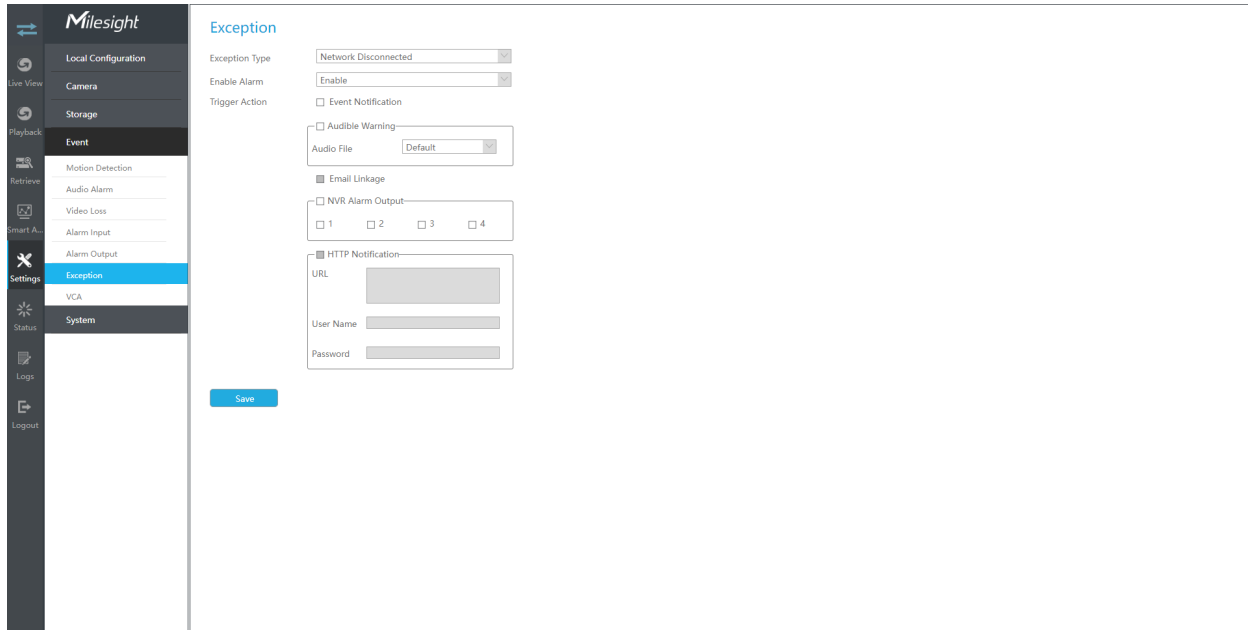 Live View
Playback
Retrieve
Smart A...
Settings
Status
Logs
Logout
Milesight
Local Configuration
Camera
Storage
Event
Motion Detection
Audio Alarm
Video Loss
Alarm Input
Alarm Output
Exception
VCA
System
Exception
Exception Type Network Disconnected
Enable Alarm Enable
Trigger Action Event Notification
Audible Warning
Audio File Default
Email Linkage
NVR Alarm Output
1 2 3 4
HTTP Notification
URL
User Name
Password
Save